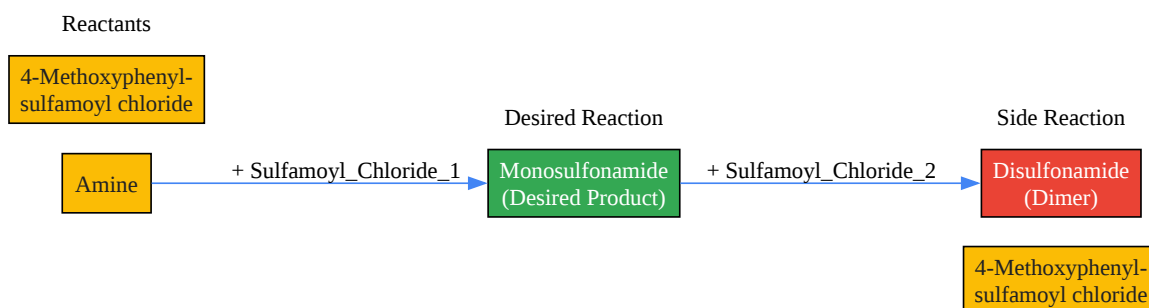 Reactants
4-Methoxyphenyl-
sulfamoyl chloride
Desired Reaction
Side Reaction
Amine
+ Sulfamoyl_Chloride_1
Monosulfonamide
(Desired Product)
+ Sulfamoyl_Chloride_2
Disulfonamide
(Dimer)
4-Methoxyphenyl-
sulfamoyl chloride